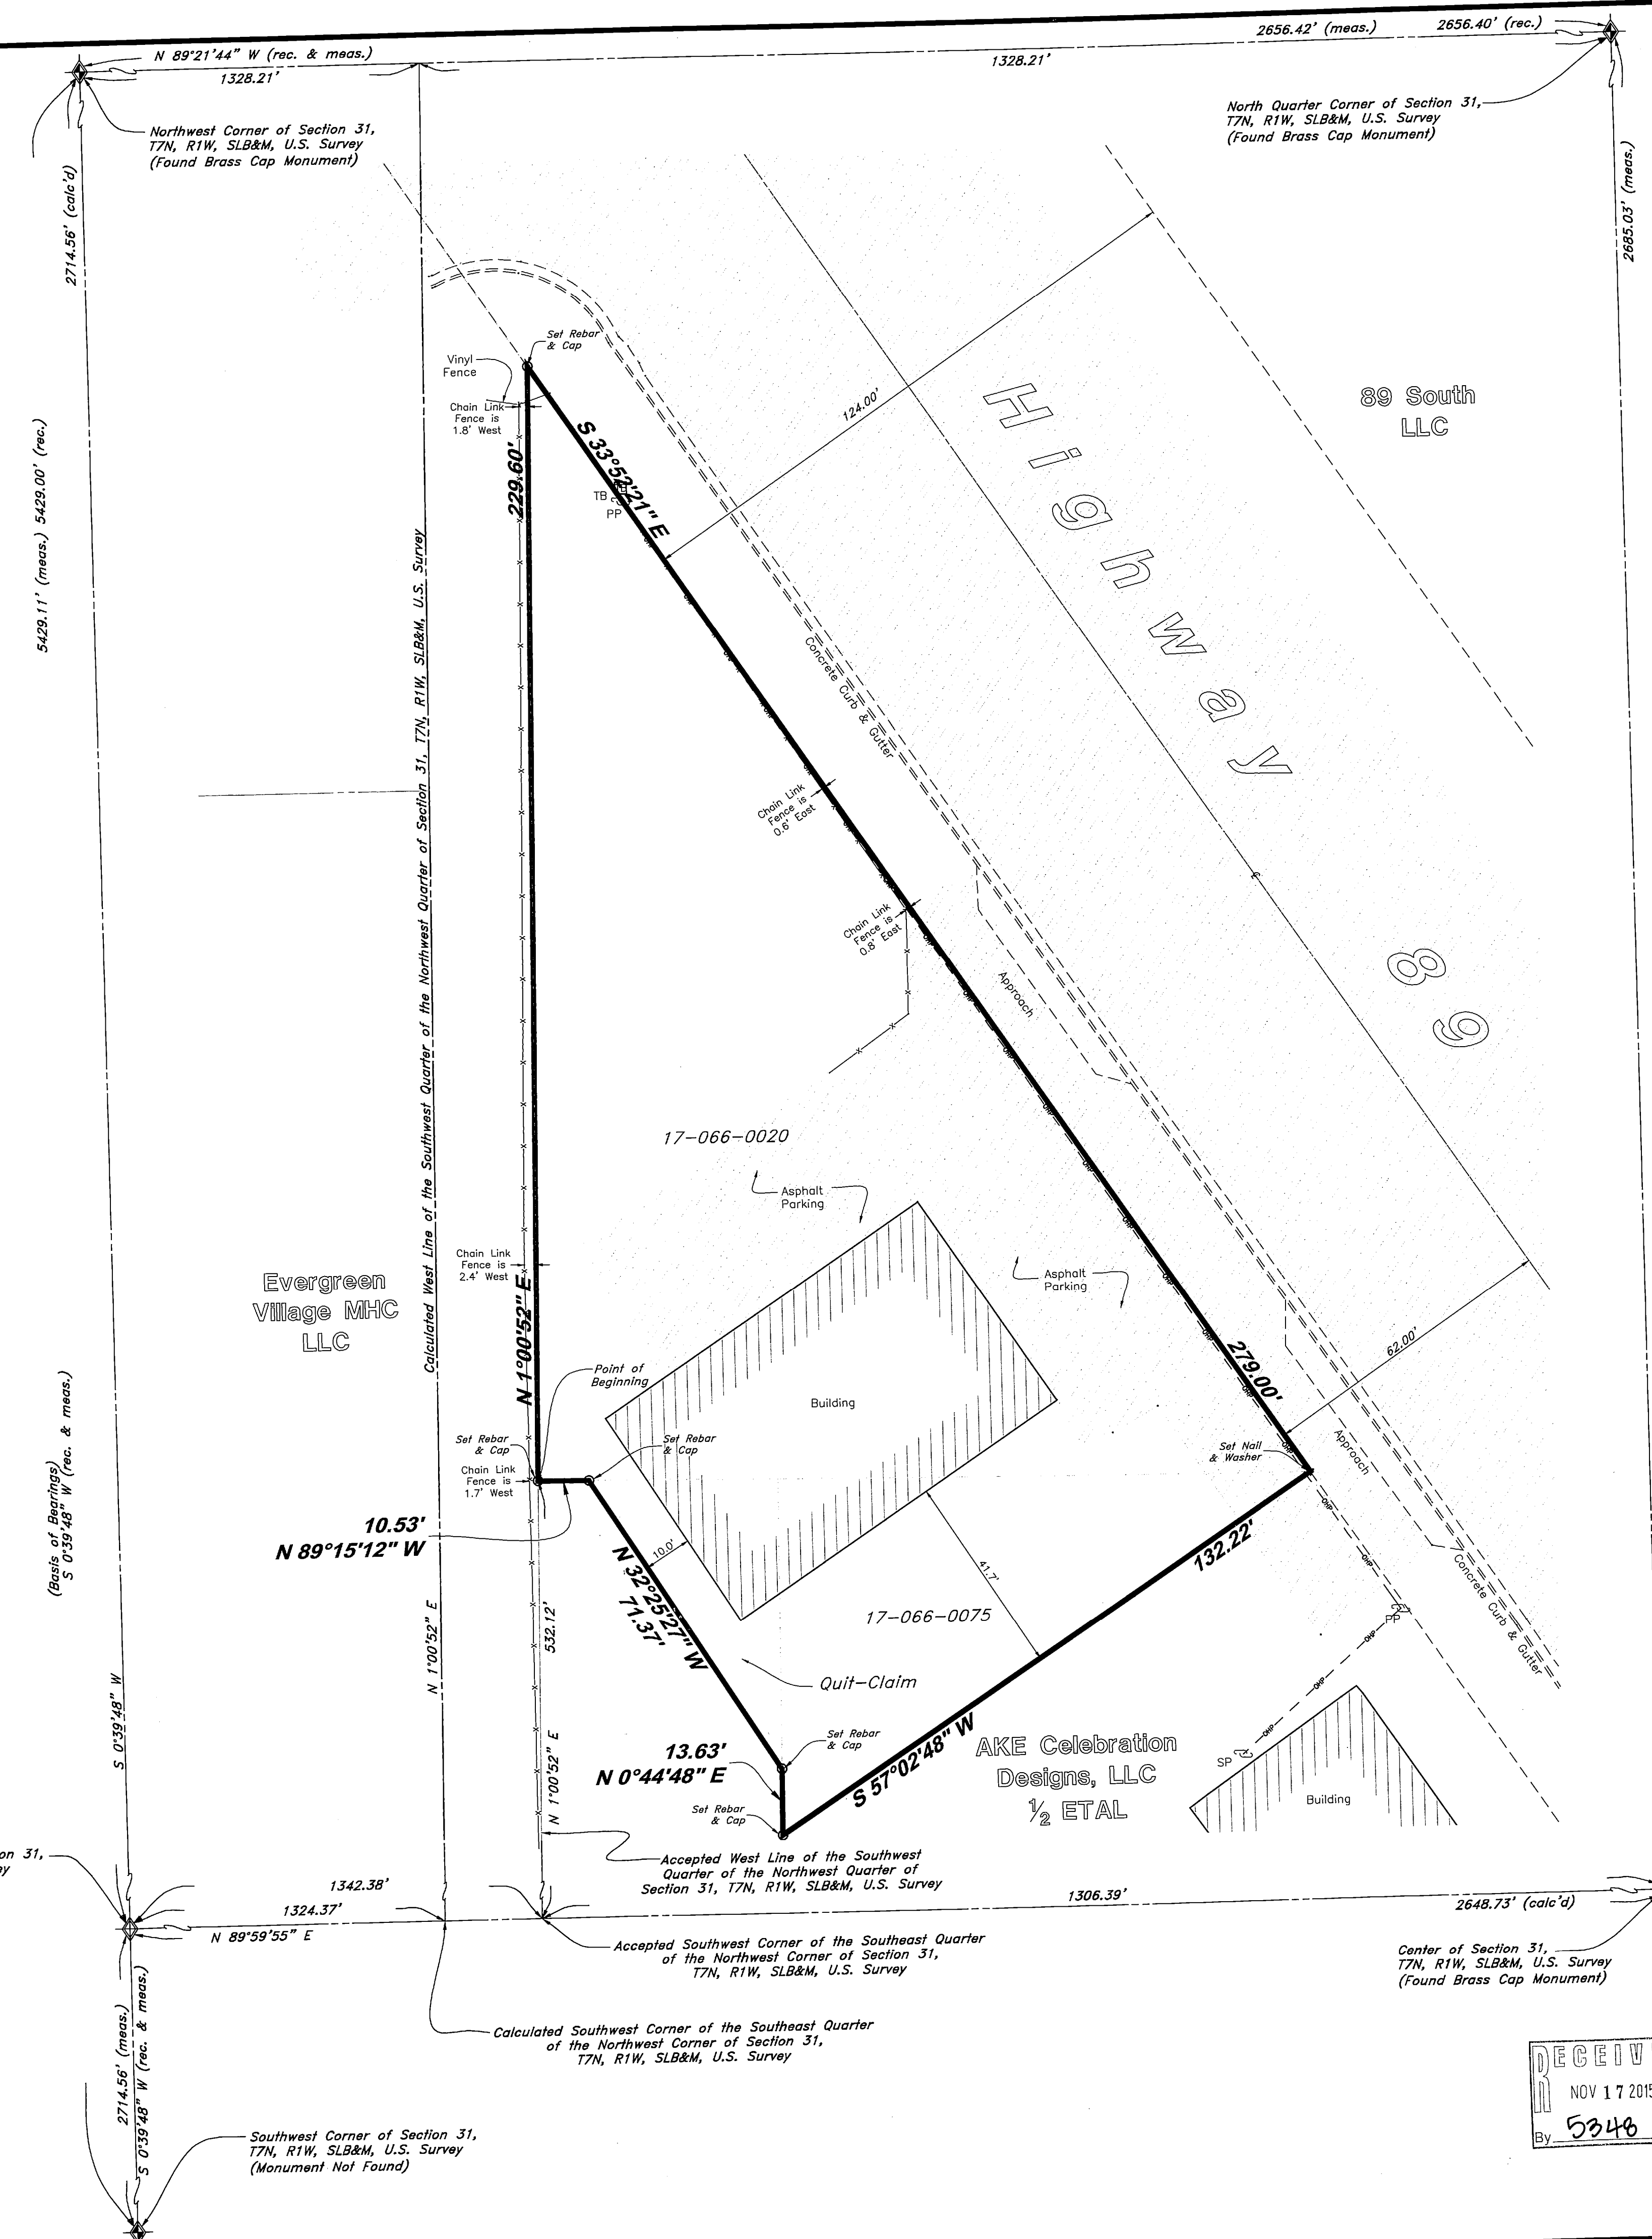 N 89°21'44" W (rec. & meas.)
1328.21'
1328.21'
2656.42' (meas.)
2656.40' (rec.)
Northwest Corner of Section 31,
T7N, R1W, SLB&M, U.S. Survey
(Found Brass Cap Monument)
North Quarter Corner of Section 31,
T7N, R1W, SLB&M, U.S. Survey
(Found Brass Cap Monument)
2714.56' (calc'd)
2685.03' (meas.)
5429.11' (meas.) 5429.00' (rec.)
Set Rebar
& Cap
Vinyl
Fence
Chain Link
Fence is
1.8' West
229.60'
S 33°52'21" E
TB
PP
124.00'
Highway 89
89 South
LLC
Calculated West Line of the Southwest Quarter of the Northwest Quarter of Section 31, T7N, R1W, SLB&M, U.S. Survey
Concrete Curb & Gutter
Chain Link
Fence is
0.6' East
Chain Link
Fence is
0.8' East
Approach
17-066-0020
Asphalt
Parking
Asphalt
Parking
Chain Link
Fence is
2.4' West
N 1°00'52" E
Evergreen
Village MHC
LLC
Point of
Beginning
Building
279.00'
62.00'
Set Rebar
& Cap
Set Rebar
& Cap
Chain Link
Fence is
1.7' West
Set Nail
& Washer
Approach
10.53'
N 89°15'12" W
(Basis of Bearings)
S 0°39'48" W (rec. & meas.)
10.0'
N 32°25'27" W
71.37'
41.7'
132.22'
17-066-0075
OHP
PP
Concrete Curb & Gutter
N 1°00'52" E
532.12'
S 0°39'48" W
Quit-Claim
N 1°00'52" E
Set Rebar
& Cap
13.63'
N 0°44'48" E
S 57°02'48" W
AKE Celebration
Designs, LLC
½ ETAL
OHP
OHP
SP
Building
Set Rebar
& Cap
on 31,
Accepted West Line of the Southwest
Quarter of the Northwest Quarter of
Section 31, T7N, R1W, SLB&M, U.S. Survey
1342.38'
1324.37'
1306.39'
2648.73' (calc'd)
N 89°59'55" E
Accepted Southwest Corner of the Southeast Quarter
of the Northwest Corner of Section 31,
T7N, R1W, SLB&M, U.S. Survey
Center of Section 31,
T7N, R1W, SLB&M, U.S. Survey
(Found Brass Cap Monument)
Calculated Southwest Corner of the Southeast Quarter
of the Northwest Corner of Section 31,
T7N, R1W, SLB&M, U.S. Survey
2714.56' (meas.)
S 0°39'48" W (rec. & meas.)
Southwest Corner of Section 31,
T7N, R1W, SLB&M, U.S. Survey
(Monument Not Found)
RECEIV
NOV 17 2015
By 5348